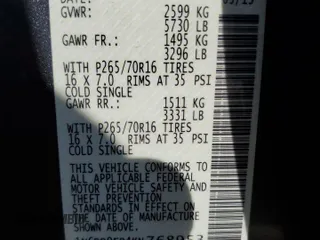 DATE:
GVWR: 2599 KG
5730 LB
GAWR FR.: 1495 KG
3296 LB
WITH P265/70R16 TIRES
16 X 7.0 RIMS AT 35 PSI
COLD SINGLE
GAWR RR.: 1511 KG
3331 LB
WITH P265/70R16 TIRES
16 X 7.0 RIMS AT 35 PSI
COLD SINGLE
THIS VEHICLE CONFORMS TO
ALL APPLICABLE FEDERAL
MOTOR VEHICLE SAFETY AND
THEFT PREVENTION
STANDARDS IN EFFECT ON
THE DATE OF MANUFACTURE
SHOWN ABOVE.